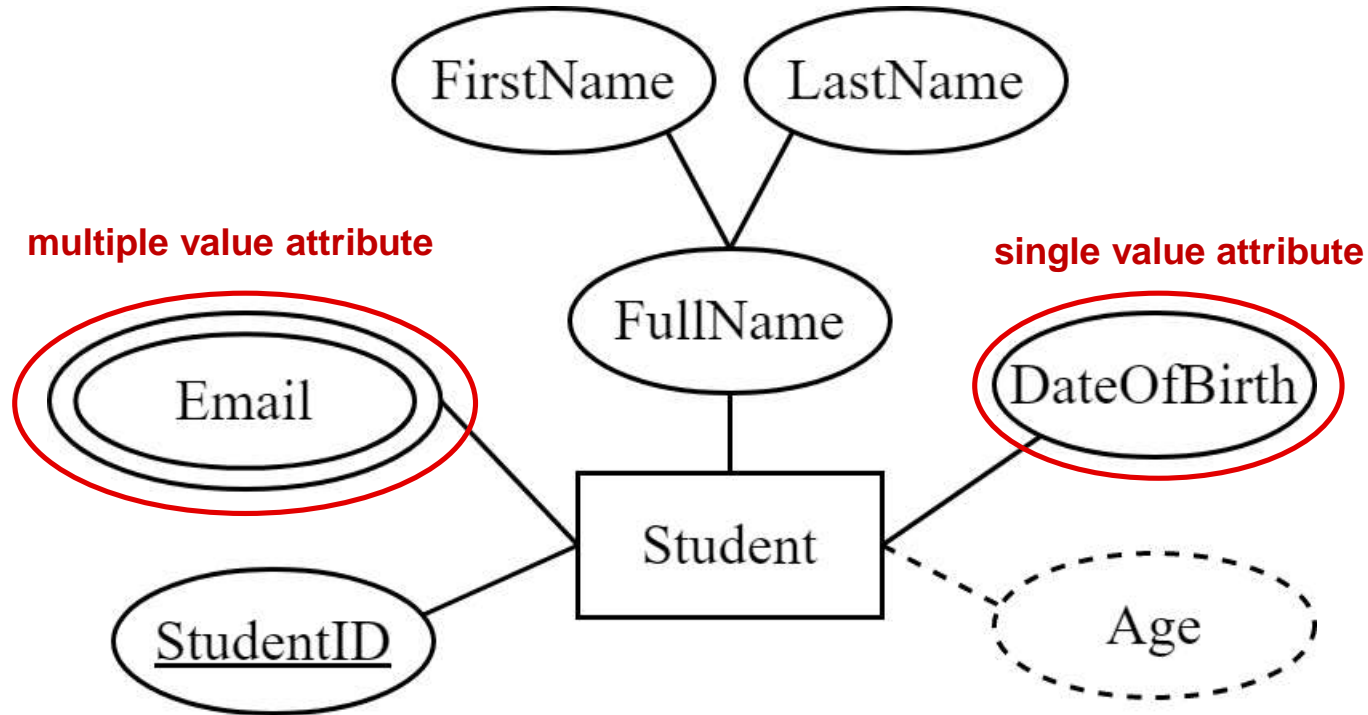 FirstName
LastName
multiple value attribute
single value attribute
FullName
Email
DateOfBirth
Student
StudentID
Age